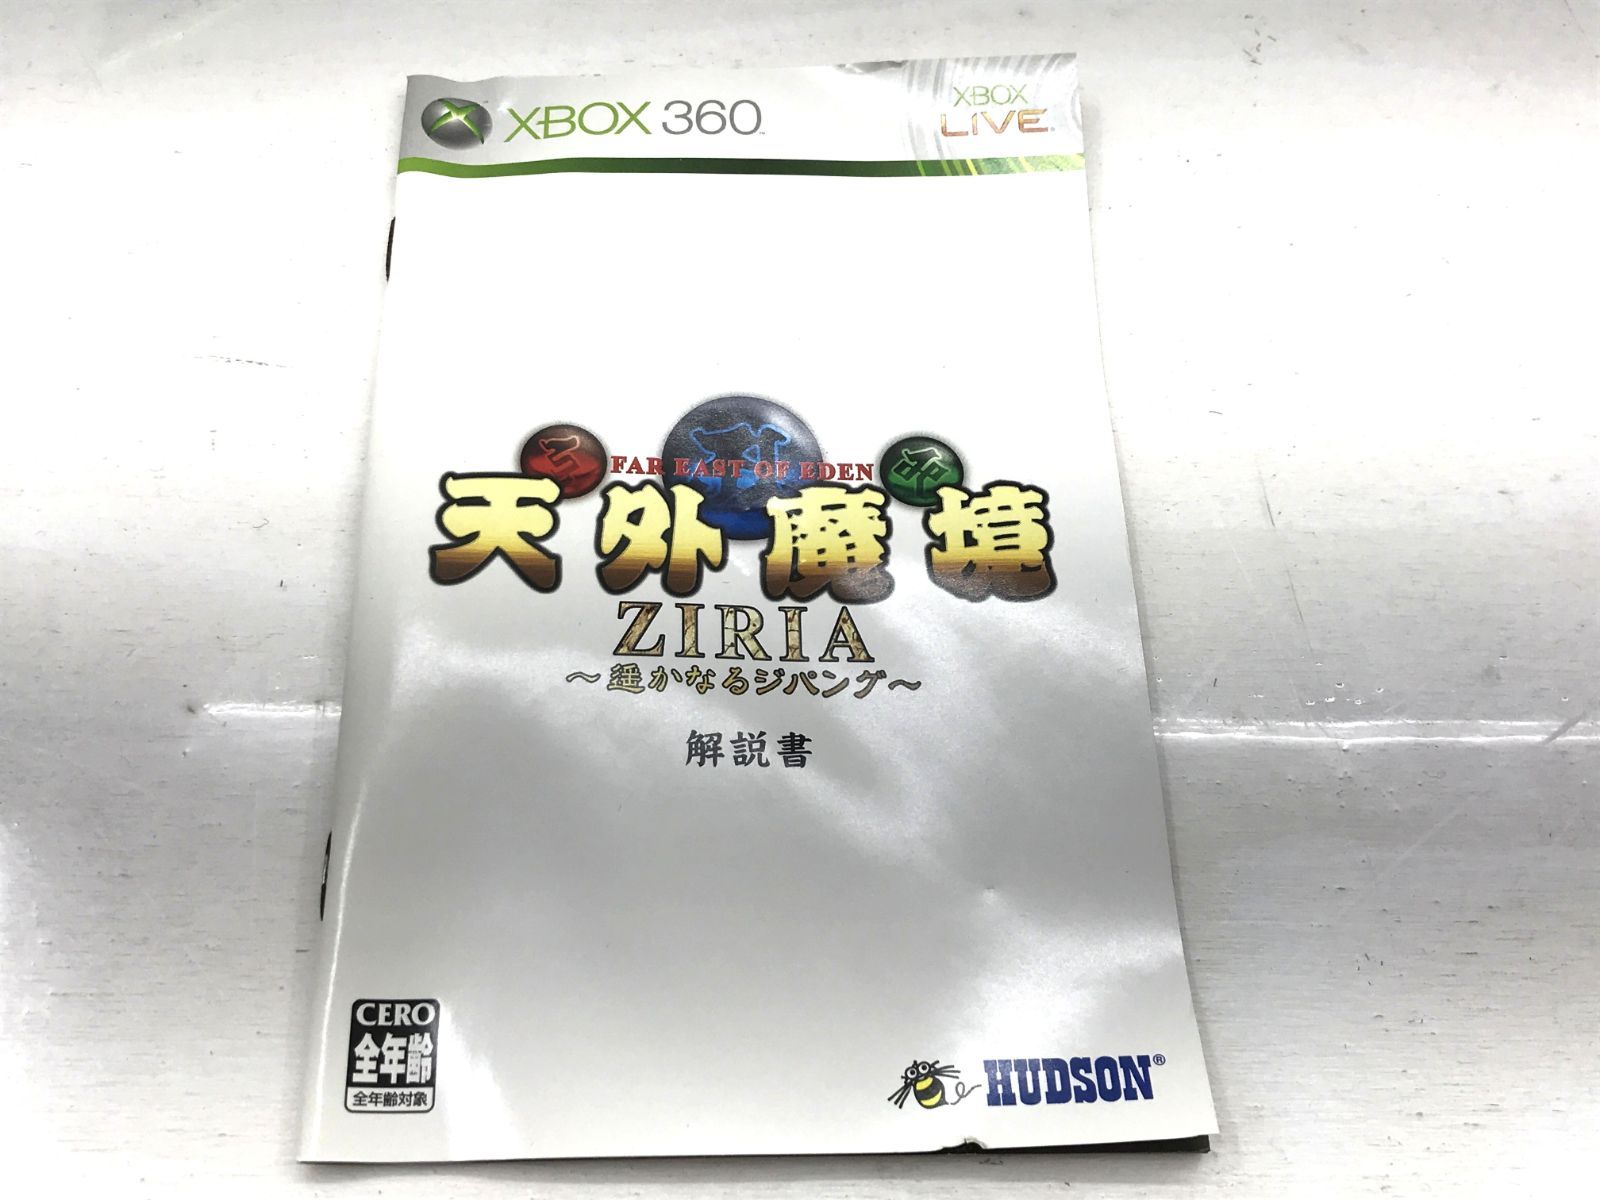 XBOX 360™
XBOX
LIVE
FAR EAST OF EDEN
天外魔境
ZIRIA
～遥かなるジパング～
解説書
CERO
全年齢
全年齢対象
HUDSON®